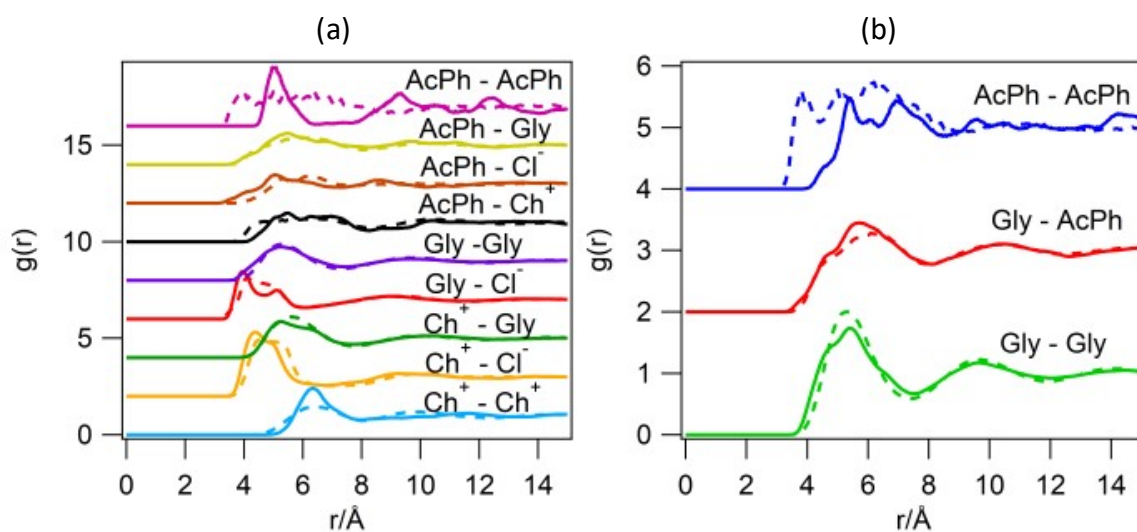 (a)
(b)
g(r)
15
10
5
0
AcPh - AcPh
AcPh - Gly
AcPh - Cl⁻
AcPh - Ch⁺
Gly -Gly
Gly - Cl⁻
Ch⁺ - Gly
Ch⁺ - Cl⁻
Ch⁺ - Ch⁺
0 2 4 6 8 10 12 14
r/Å
g(r)
6
5
4
3
2
1
0
AcPh - AcPh
Gly - AcPh
Gly - Gly
0 2 4 6 8 10 12 14
r/Å